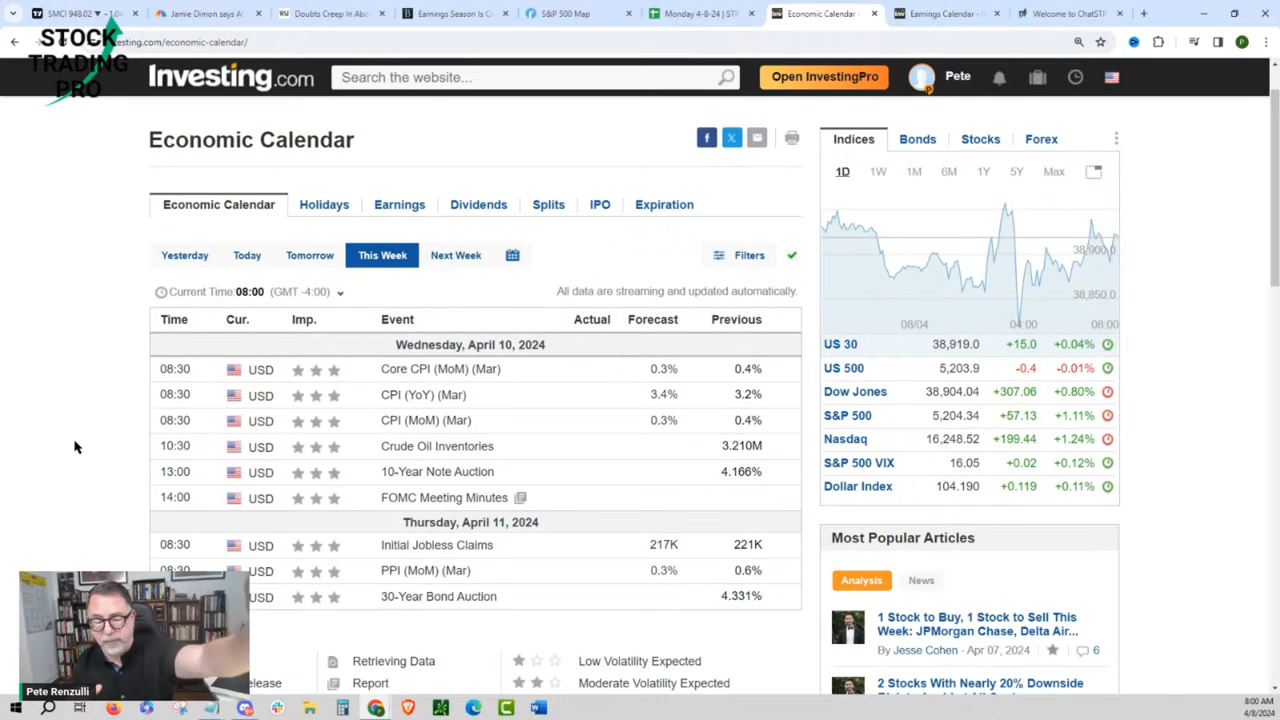 SMC 948.02 ▼ −1.04
Jamie Dimon says AI
Doubts Creep In Abo
Earnings Season Is C
S&P 500 Map
Monday 4-8-24 | ST
Economic Calendar -
Earnings Calendar -
Welcome to ChatSTP
STOCK
TRADING
PRO
esting.com/economic-calendar/
Investing.com
Search the website...
Open InvestingPro
Pete
Economic Calendar
Economic Calendar Holidays Earnings Dividends Splits IPO Expiration
Yesterday Today Tomorrow This Week Next Week Filters
Current Time: 08:00 (GMT -4:00)
All data are streaming and updated automatically.
Time Cur. Imp. Event Actual Forecast Previous
Wednesday, April 10, 2024
08:30 USD Core CPI (MoM) (Mar) 0.3% 0.4%
08:30 USD CPI (YoY) (Mar) 3.4% 3.2%
08:30 USD CPI (MoM) (Mar) 0.3% 0.4%
10:30 USD Crude Oil Inventories 3.210M
13:00 USD 10-Year Note Auction 4.166%
14:00 USD FOMC Meeting Minutes
Thursday, April 11, 2024
08:30 USD Initial Jobless Claims 217K 221K
08:30 USD PPI (MoM) (Mar) 0.3% 0.6%
USD 30-Year Bond Auction 4.331%
Retrieving Data
Low Volatility Expected
elease
Report
Moderate Volatility Expected
Indices Bonds Stocks Forex
1D 1W 1M 6M 1Y 5Y Max
38,900.0
38,850.0
08/04 04:00 08:00
US 30 38,919.0 +15.0 +0.04%
US 500 5,203.9 -0.4 -0.01%
Dow Jones 38,904.04 +307.06 +0.80%
S&P 500 5,204.34 +57.13 +1.11%
Nasdaq 16,248.52 +199.44 +1.24%
S&P 500 VIX 16.05 +0.02 +0.12%
Dollar Index 104.190 +0.119 +0.11%
Most Popular Articles
Analysis News
1 Stock to Buy, 1 Stock to Sell This
Week: JPMorgan Chase, Delta Air...
By Jesse Cohen - Apr 07, 2024 6
2 Stocks With Nearly 20% Downside
Pete Renzulli
8:00 AM
4/8/2024